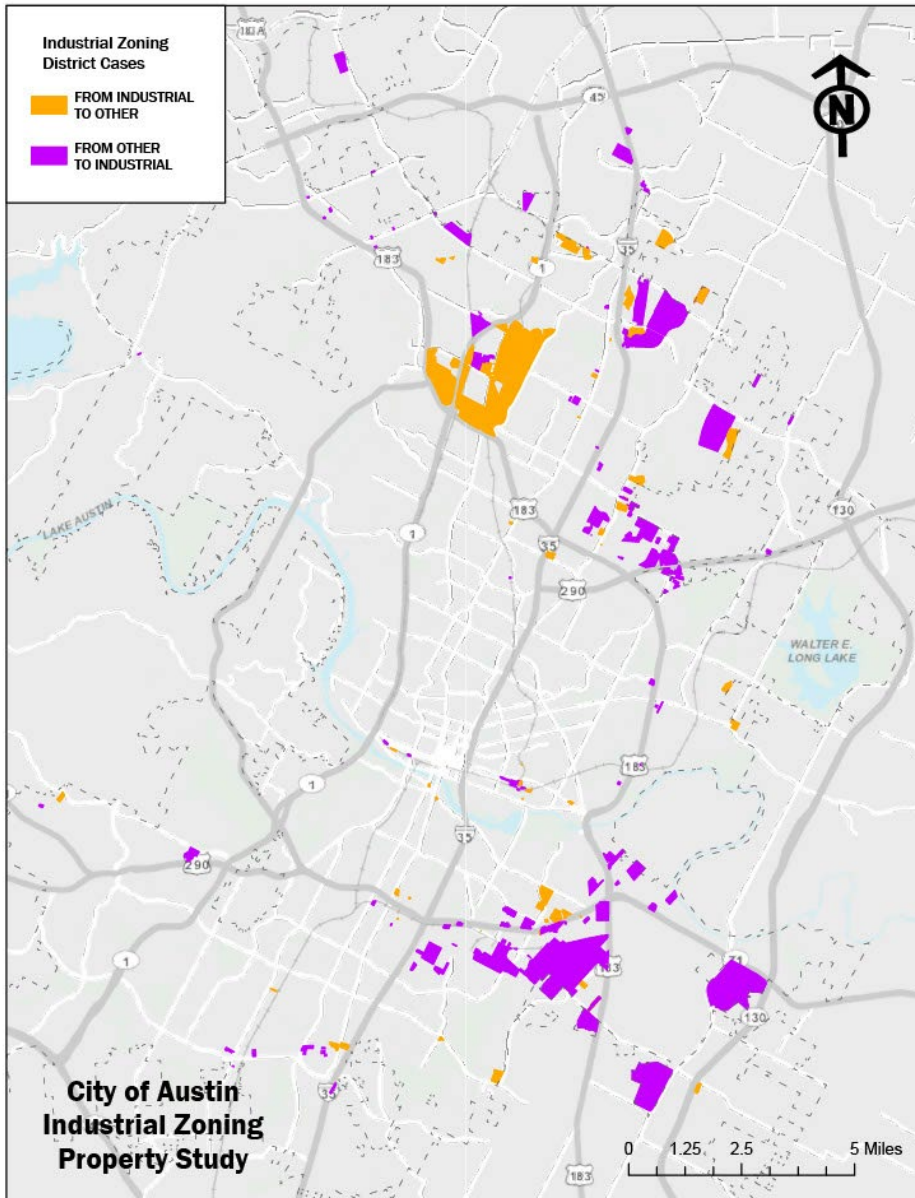 Industrial Zoning
District Cases
FROM INDUSTRIAL
TO OTHER
FROM OTHER
TO INDUSTRIAL
183A
45
N
35
183
1
LAKE AUSTIN
1
183
35
130
290
WALTER E.
LONG LAKE
183
1
35
290
1
183
71
130
35
City of Austin
Industrial Zoning
Property Study
0 1.25 2.5 5 Miles
183